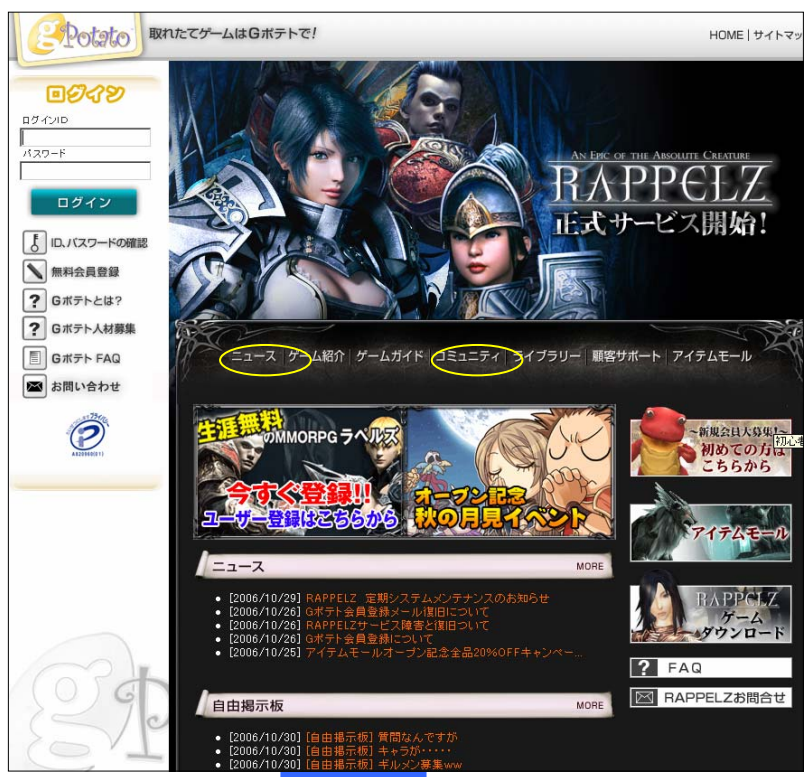 gPotato
取れたてゲームはGポテトで!
HOME | サイトマッ
ログイン
ログインID
パスワード
ログイン
ID、パスワードの確認
無料会員登録
Gポテトとは?
Gポテト人材募集
Gポテト FAQ
お問い合わせ
AN EPIC OF THE ABSOLUTE CREATURE
RAPPELZ
正式サービス開始!
ニュース | ゲーム紹介 | ゲームガイド | コミュニティ | ライブラリー | 顧客サポート | アイテムモール
生涯無料
のMMORPG ラペルズ
今すぐ登録!!
ユーザー登録はこちらから
オープン記念
秋の月見イベント
~新規会員大募集!~
初めての方は
こちらから
初心者
アイテムモール
RAPPELZ
ゲーム
ダウンロード
FAQ
RAPPELZお問合せ
ニュース
MORE
[2006/10/29] RAPPELZ 定期システムメンテナンスのお知らせ
[2006/10/26] Gポテト会員登録メール復旧について
[2006/10/26] RAPPELZサービス障害と復旧ついて
[2006/10/26] Gポテト会員登録について
[2006/10/25] アイテムモールオープン記念全品20%OFFキャンペー...
自由掲示板
MORE
[2006/10/30] [自由掲示板] 質問なんですが
[2006/10/30] [自由掲示板] キャラが・・・・・
[2006/10/30] [自由掲示板] ギルメン募集ww
gP